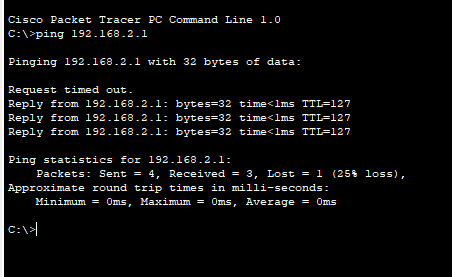 Cisco Packet Tracer PC Command Line 1.0
C:\>ping 192.168.2.1
Pinging 192.168.2.1 with 32 bytes of data:
Request timed out.
Reply from 192.168.2.1: bytes=32 time<1ms TTL=127
Reply from 192.168.2.1: bytes=32 time<1ms TTL=127
Reply from 192.168.2.1: bytes=32 time<1ms TTL=127
Ping statistics for 192.168.2.1:
Packets: Sent = 4, Received = 3, Lost = 1 (25% loss),
Approximate round trip times in milli-seconds:
Minimum = 0ms, Maximum = 0ms, Average = 0ms
C:\>